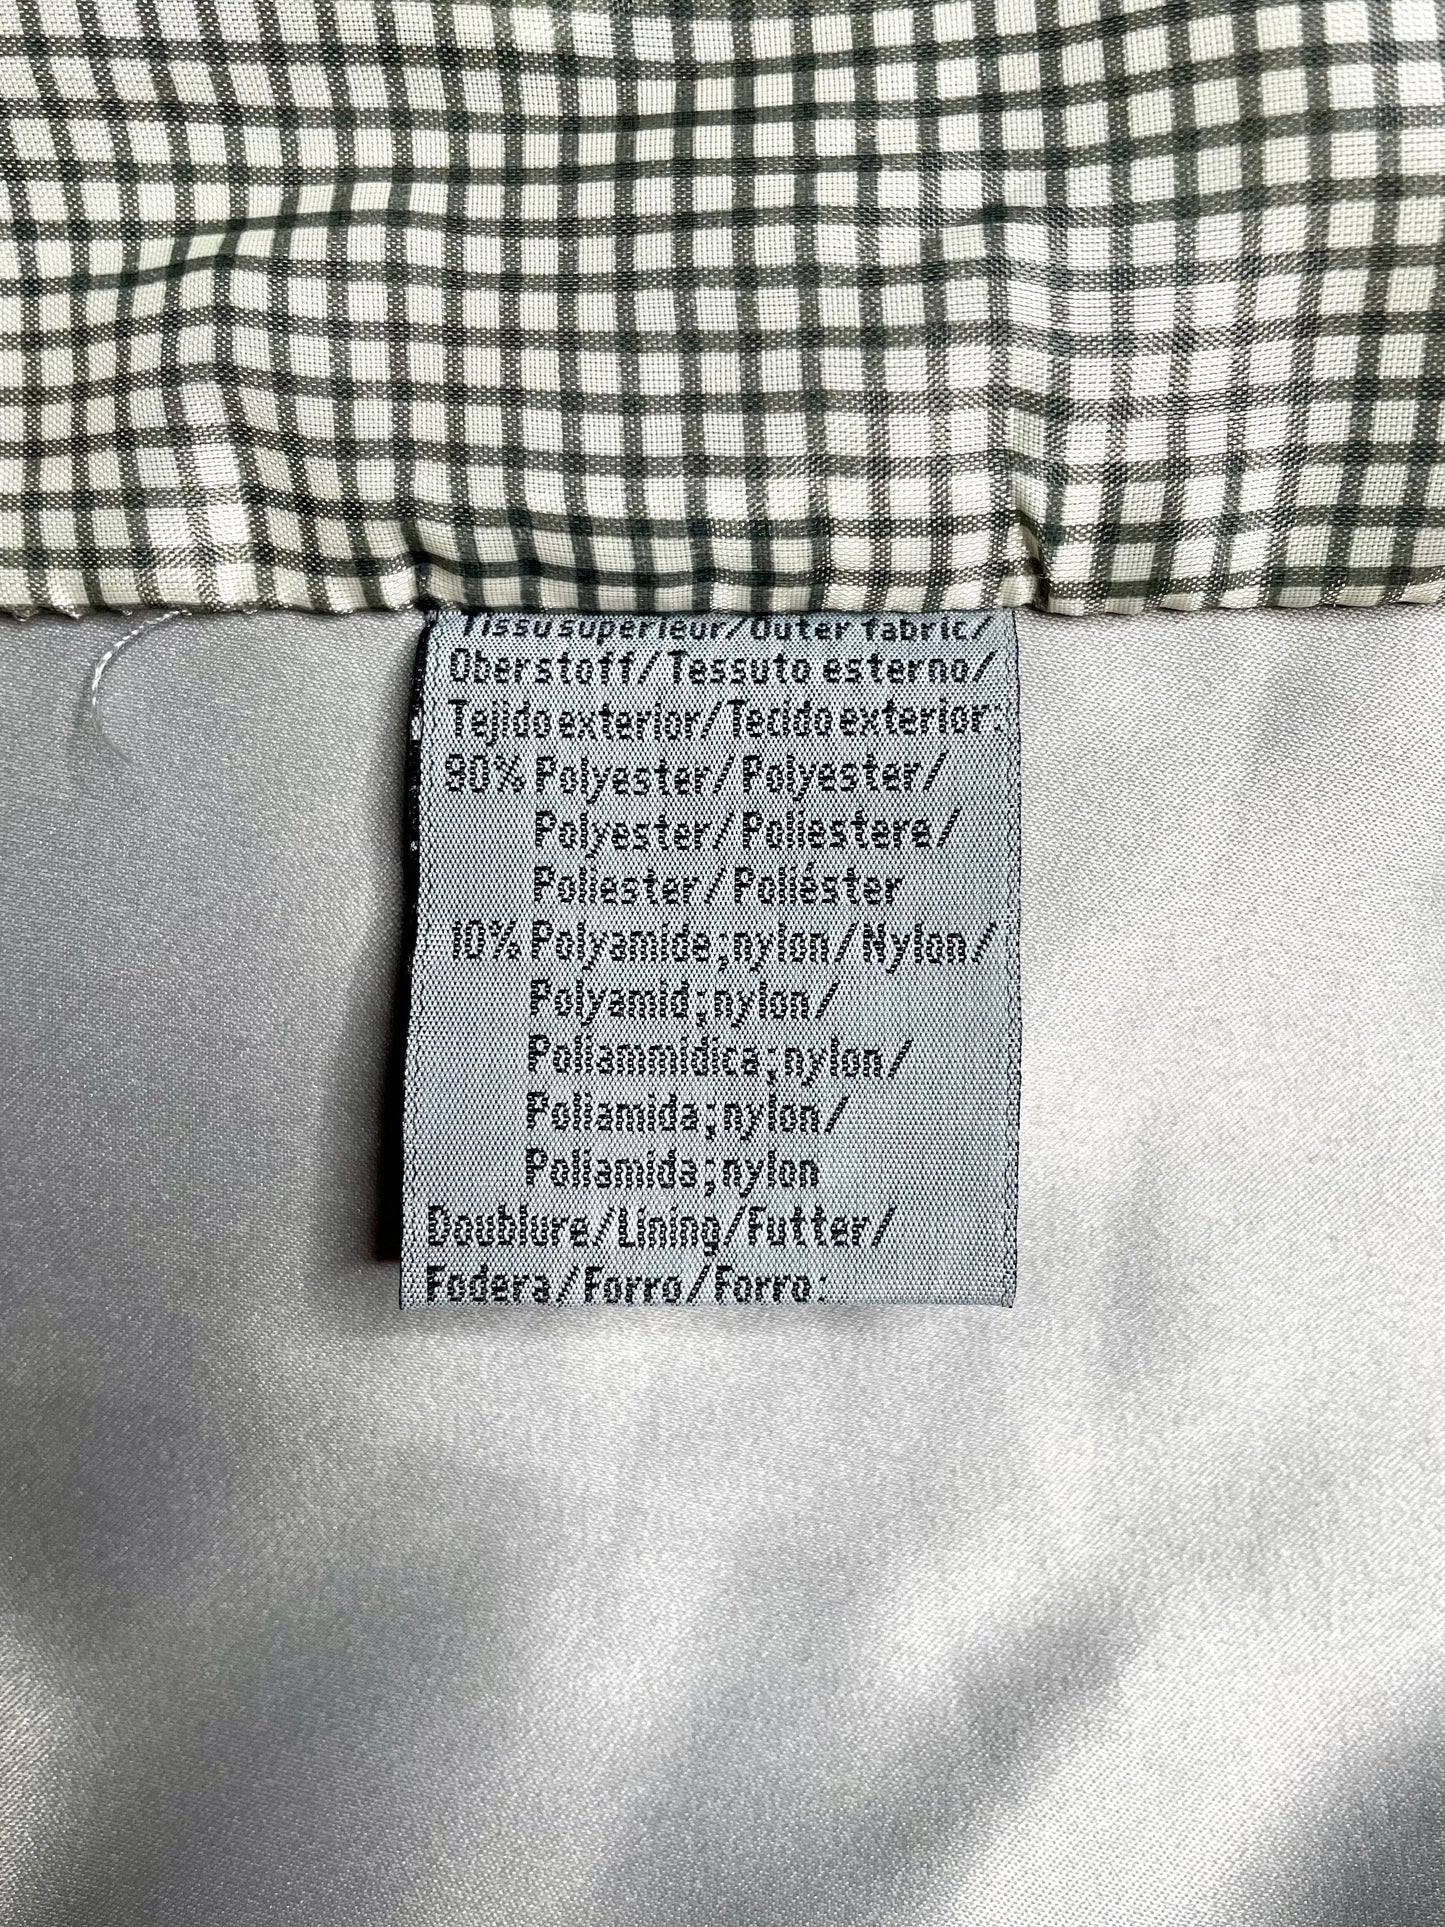 Tissu supérieur/Outer fabric/
Oberstoff/Tessuto esterno/
Tejido exterior/Tecido exterior:
90% Polyester/Polyester/
Polyester/Poliestere/
Poliester/Poliéster
10% Polyamide;nylon/Nylon/
Polyamid;nylon/
Poliammidica;nylon/
Poliamida;nylon/
Poliamida;nylon
Doublure/Lining/Futter/
Fodera/Forro/Forro: